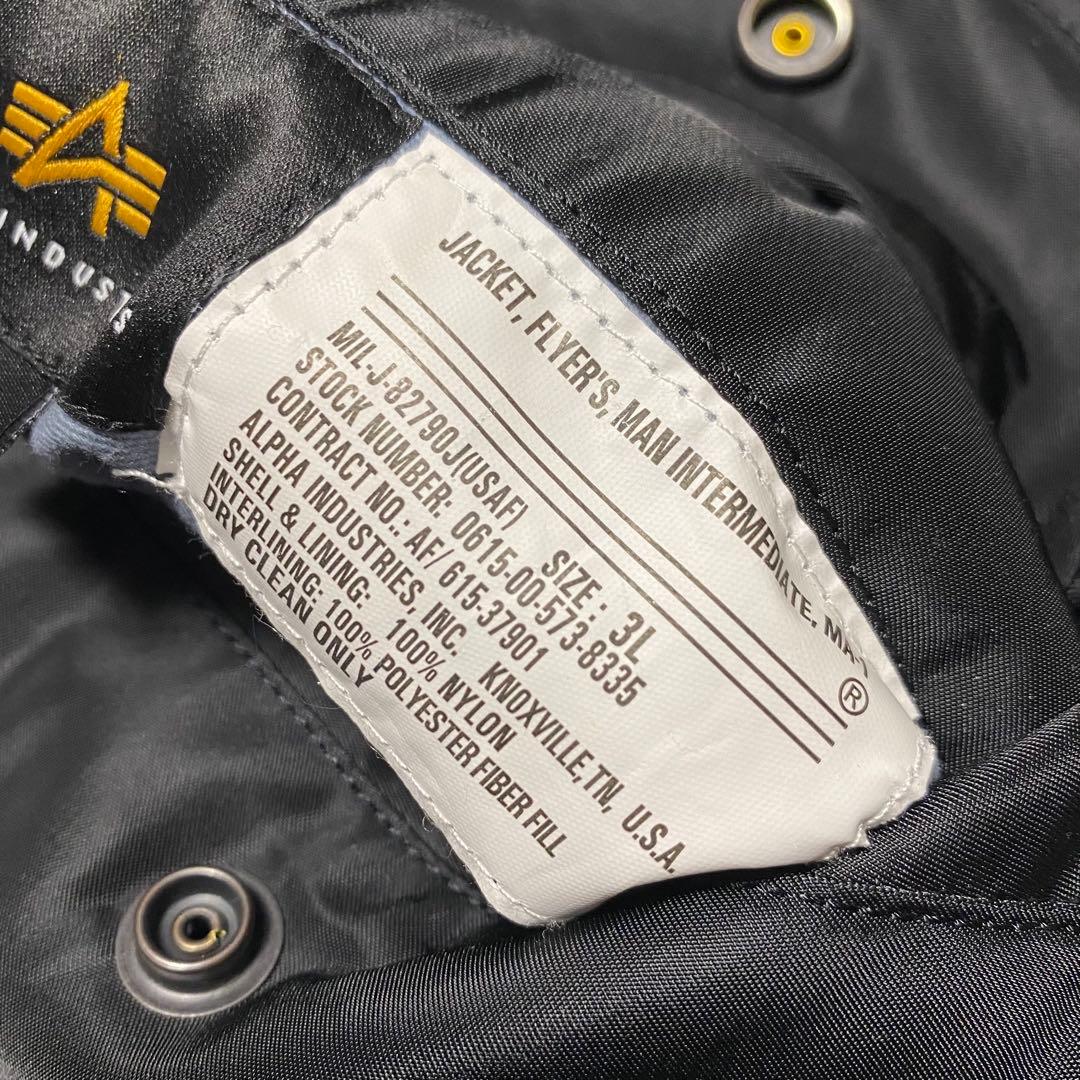 INDUST
JACKET, FLYER'S, MAN INTERMEDIATE, MA-1
®
MIL-J-82790J(USAF) SIZE : 3L
STOCK NUMBER: 0615-00-573-8335
CONTRACT NO.: AF/ 615-37901
ALPHA INDUSTRIES, INC. KNOXVILLE,TN, U.S.A.
SHELL & LINING: 100% NYLON
INTERLINING: 100% POLYESTER FIBER FILL
DRY CLEAN ONLY